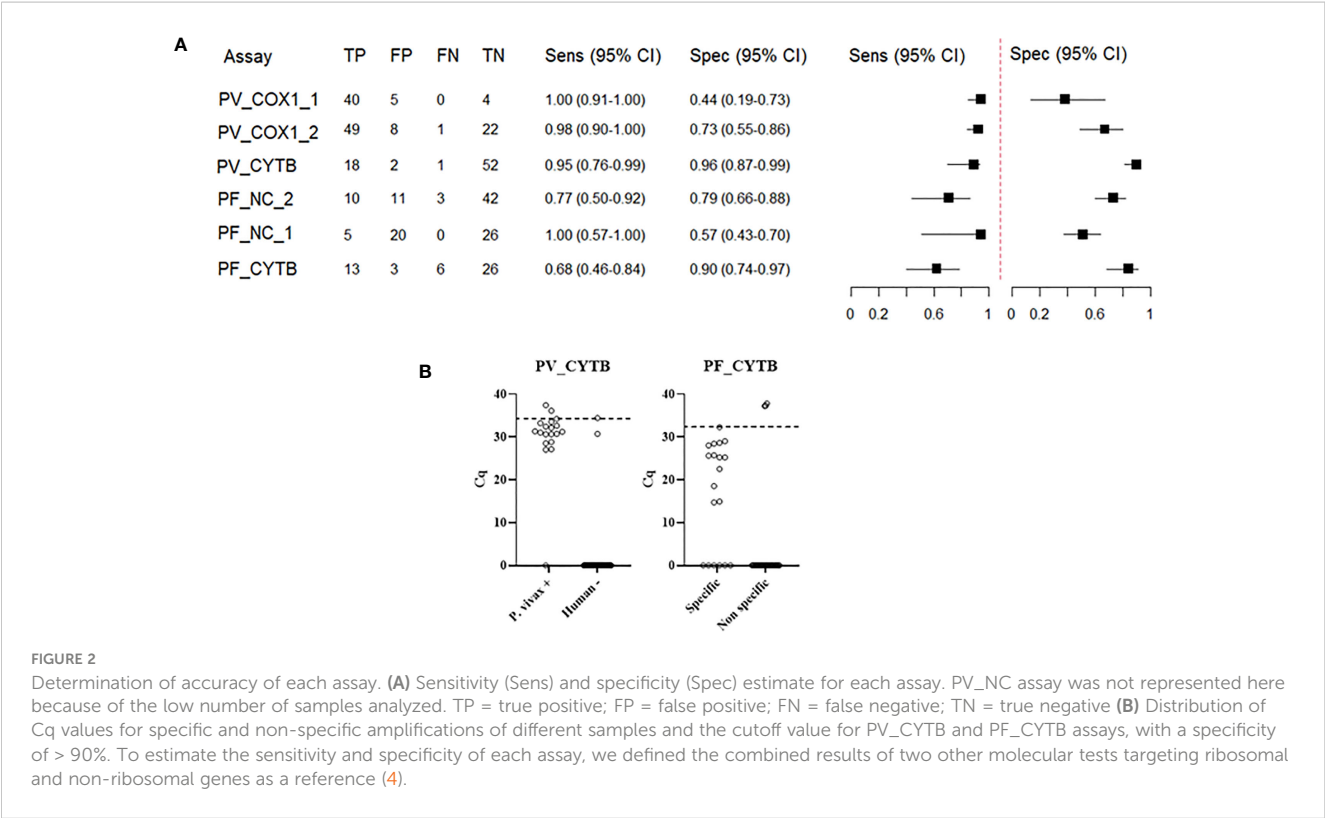 A
Assay TP FP FN TN Sens (95% CI) Spec (95% CI) Sens (95% CI) Spec (95% CI)
PV_COX1_1 40 5 0 4 1.00 (0.91-1.00) 0.44 (0.19-0.73)
PV_COX1_2 49 8 1 22 0.98 (0.90-1.00) 0.73 (0.55-0.86)
PV_CYTB 18 2 1 52 0.95 (0.76-0.99) 0.96 (0.87-0.99)
PF_NC_2 10 11 3 42 0.77 (0.50-0.92) 0.79 (0.66-0.88)
PF_NC_1 5 20 0 26 1.00 (0.57-1.00) 0.57 (0.43-0.70)
PF_CYTB 13 3 6 26 0.68 (0.46-0.84) 0.90 (0.74-0.97)
0 0.2 0.6 1 0 0.2 0.6 1
B
PV_CYTB
40
30
20
10
0
Cq
P. vivax +
Human -
PF_CYTB
40
30
20
10
0
Cq
Specific
Non specific
FIGURE 2
Determination of accuracy of each assay. (A) Sensitivity (Sens) and specificity (Spec) estimate for each assay. PV_NC assay was not represented here
because of the low number of samples analyzed. TP = true positive; FP = false positive; FN = false negative; TN = true negative (B) Distribution of
Cq values for specific and non-specific amplifications of different samples and the cutoff value for PV_CYTB and PF_CYTB assays, with a specificity
of > 90%. To estimate the sensitivity and specificity of each assay, we defined the combined results of two other molecular tests targeting ribosomal
and non-ribosomal genes as a reference (4).